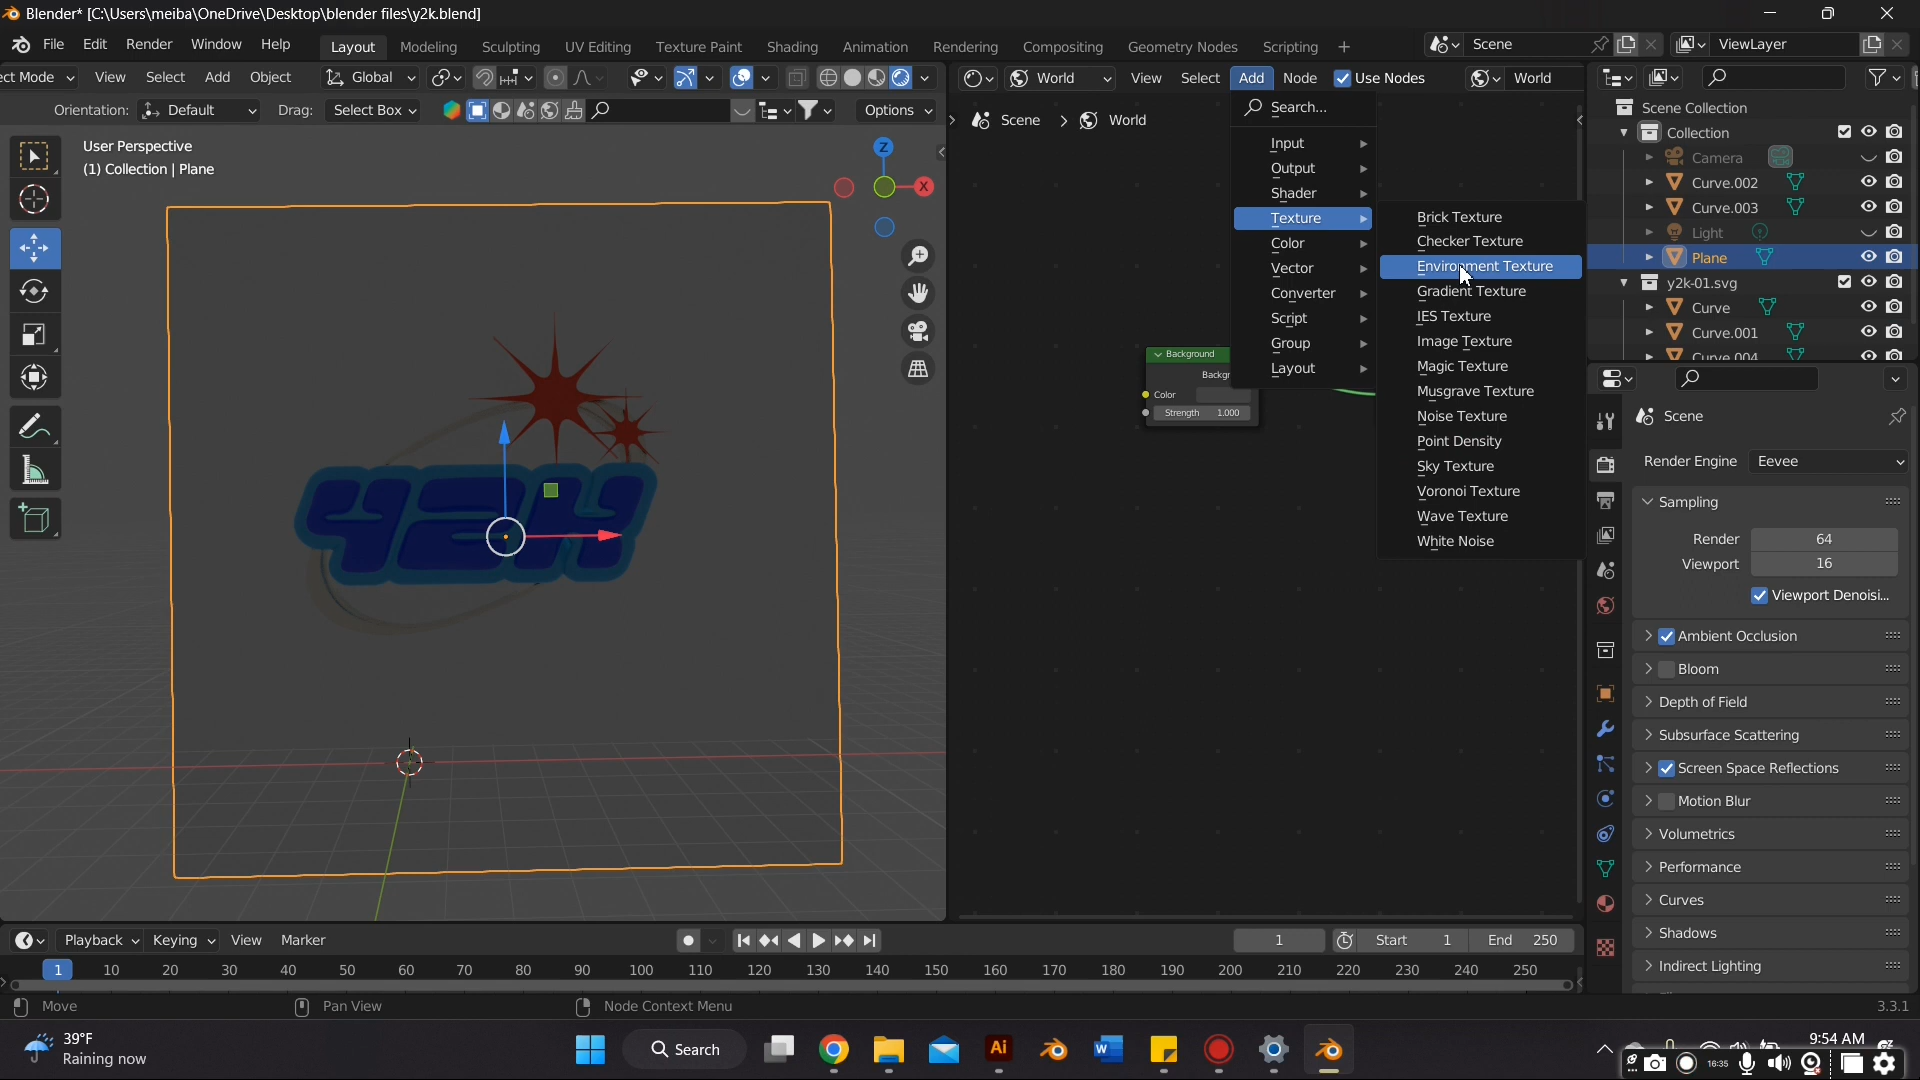 Blender* [C:\Users\meiba\OneDrive\Desktop\blender files\y2k.blend]
File Edit Render Window Help Layout Modeling Sculpting UV Editing Texture Paint Shading Animation Rendering Compositing Geometry Nodes Scripting + Scene ViewLayer
ect Mode View Select Add Object Global World View Select Add Node Use Nodes World
Orientation: Default Drag: Select Box Options
User Perspective
(1) Collection | Plane
Z
X
Y2K
Scene > World
Search...
Input
Output
Shader
Texture
Color
Vector
Converter
Script
Group
Layout
Brick Texture
Checker Texture
Environment Texture
Gradient Texture
IES Texture
Image Texture
Magic Texture
Musgrave Texture
Noise Texture
Point Density
Sky Texture
Voronoi Texture
Wave Texture
White Noise
Background
Backgr
Color
Strength 1.000
Scene Collection
Collection
Camera
Curve.002
Curve.003
Light
Plane
y2k-01.svg
Curve
Curve.001
Curve.004
Scene
Render Engine Eevee
Sampling
Render 64
Viewport 16
Viewport Denoisi...
Ambient Occlusion
Bloom
Depth of Field
Subsurface Scattering
Screen Space Reflections
Motion Blur
Volumetrics
Performance
Curves
Shadows
Indirect Lighting
Playback Keying View Marker 1 Start 1 End 250
1 10 20 30 40 50 60 70 80 90 100 110 120 130 140 150 160 170 180 190 200 210 220 230 240 250
Move Pan View Node Context Menu 3.3.1
39°F
Raining now
Search
Ai
W
9:54 AM
16:35